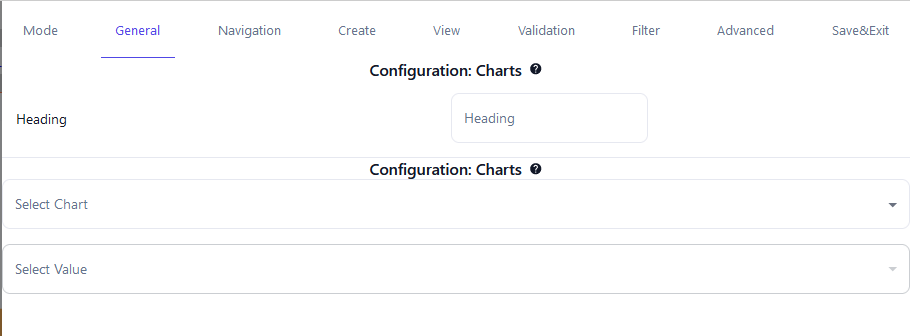 Mode General Navigation Create View Validation Filter Advanced Save&Exit
Configuration: Charts ?
Heading Heading
Configuration: Charts ?
Select Chart
Select Value